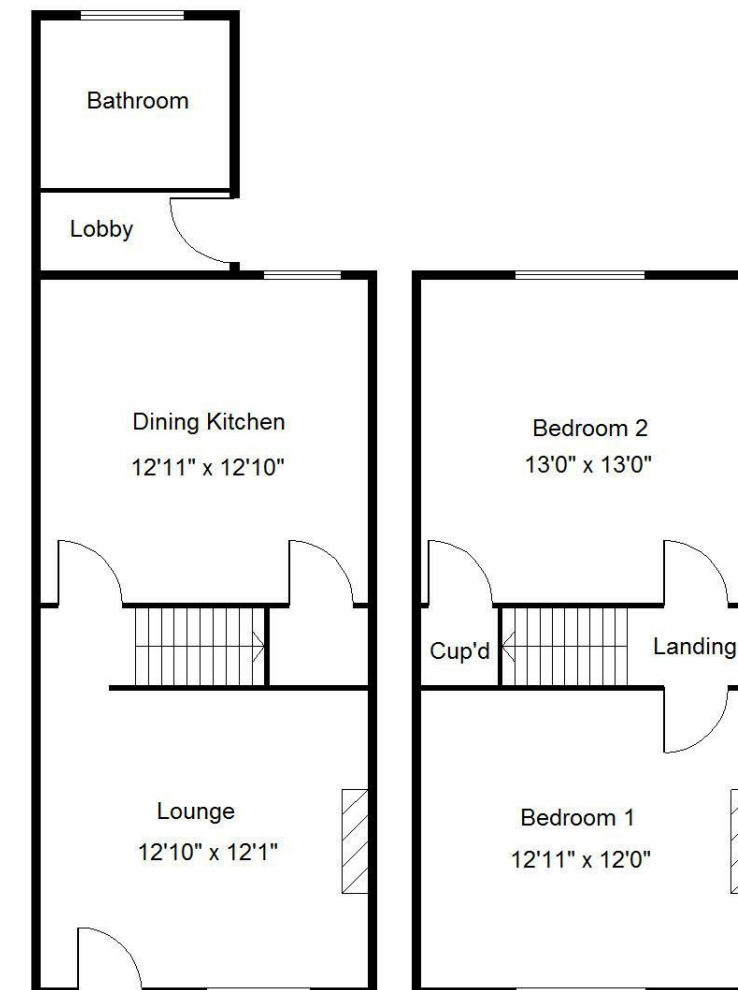 Bathroom
Lobby
Dining Kitchen
12'11" x 12'10"
Lounge
12'10" x 12'1"
Bedroom 2
13'0" x 13'0"
Cup'd
Landing
Bedroom 1
12'11" x 12'0"